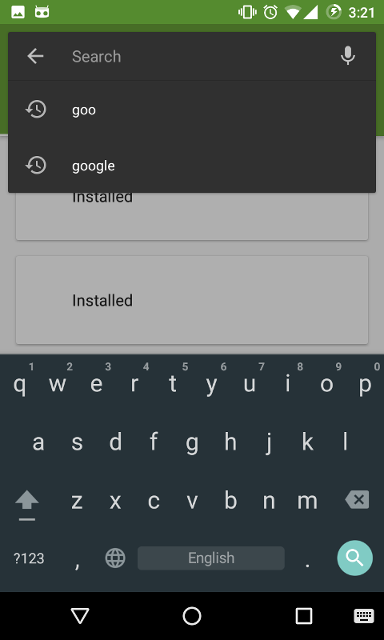 3:21
Search
goo
google
Installed
Installed
1 2 3 4 5 6 7 8 9 0
q w e r t y u i o p
a s d f g h j k l
z x c v b n m
?123 , English .